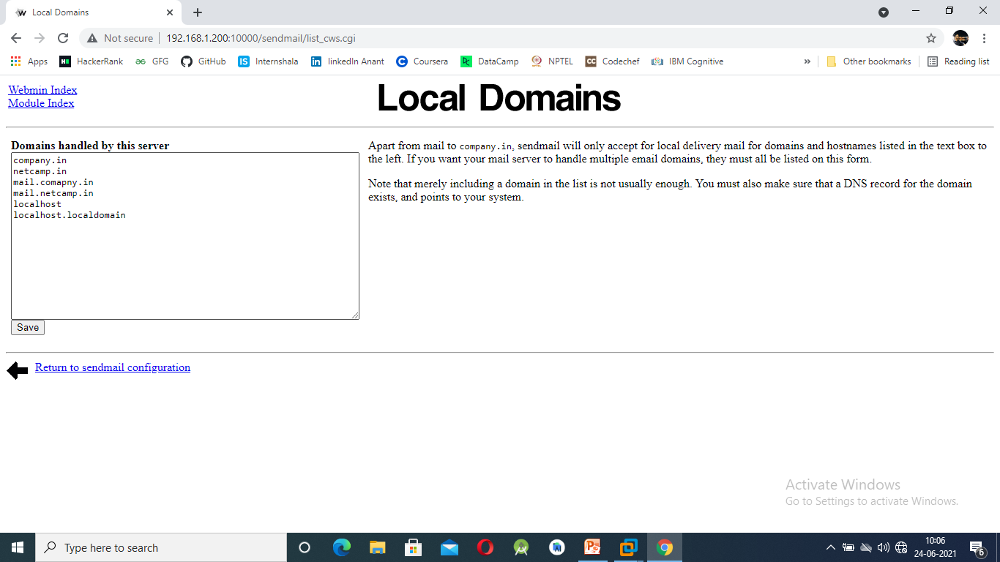 Local Domains
Not secure
192.168.1.200:10000/sendmail/list_cws.cgi
Apps HackerRank GFG GitHub Internshala linkedIn Anant Coursera DataCamp NPTEL Codechef IBM Cognitive » Other bookmarks Reading list
Webmin Index
Module Index
Local Domains
Domains handled by this server
company.in
netcamp.in
mail.comapny.in
mail.netcamp.in
localhost
localhost.localdomain
Save
Apart from mail to company.in, sendmail will only accept for local delivery mail for domains and hostnames listed in the text box to
the left. If you want your mail server to handle multiple email domains, they must all be listed on this form.
Note that merely including a domain in the list is not usually enough. You must also make sure that a DNS record for the domain
exists, and points to your system.
Return to sendmail configuration
Activate Windows
Go to Settings to activate Windows.
Type here to search
10:06
24-06-2021
6